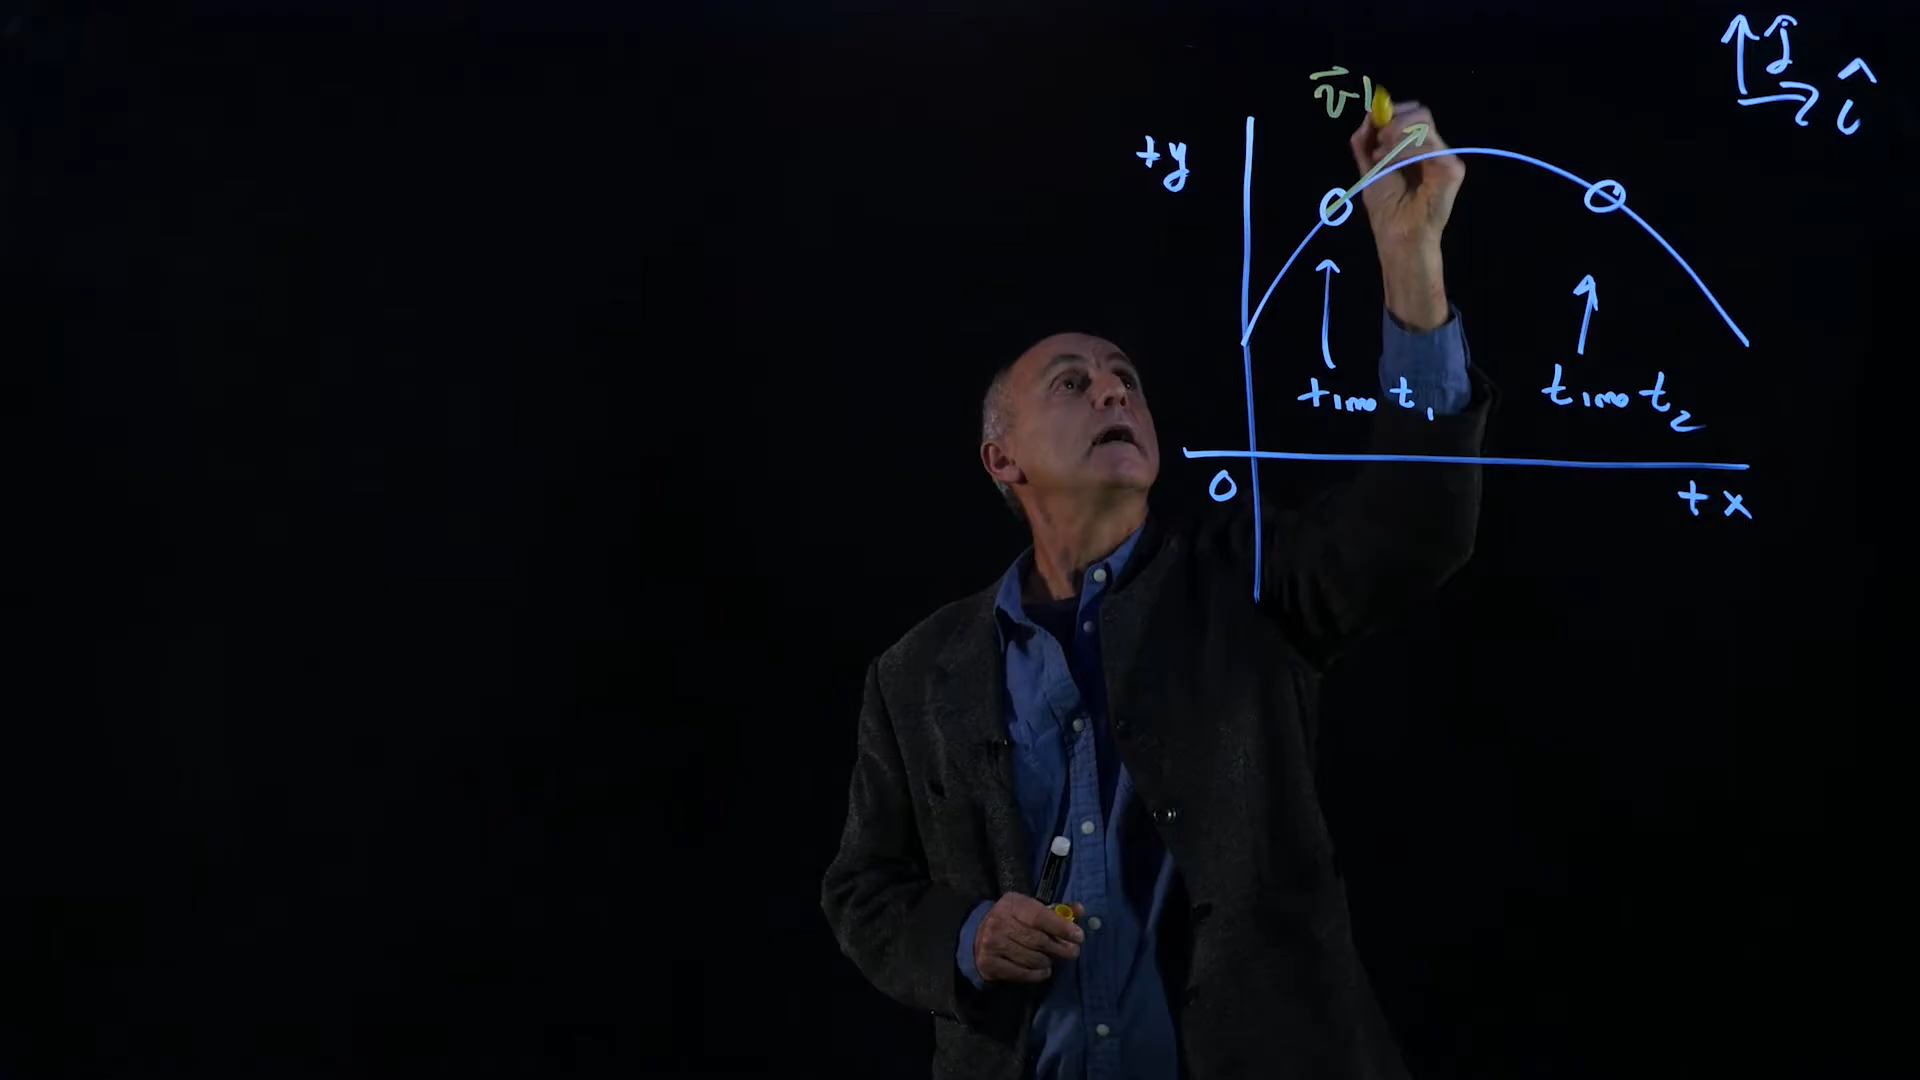 ĵ
î
v⃗
+y
time t₁
time t₂
0
+x